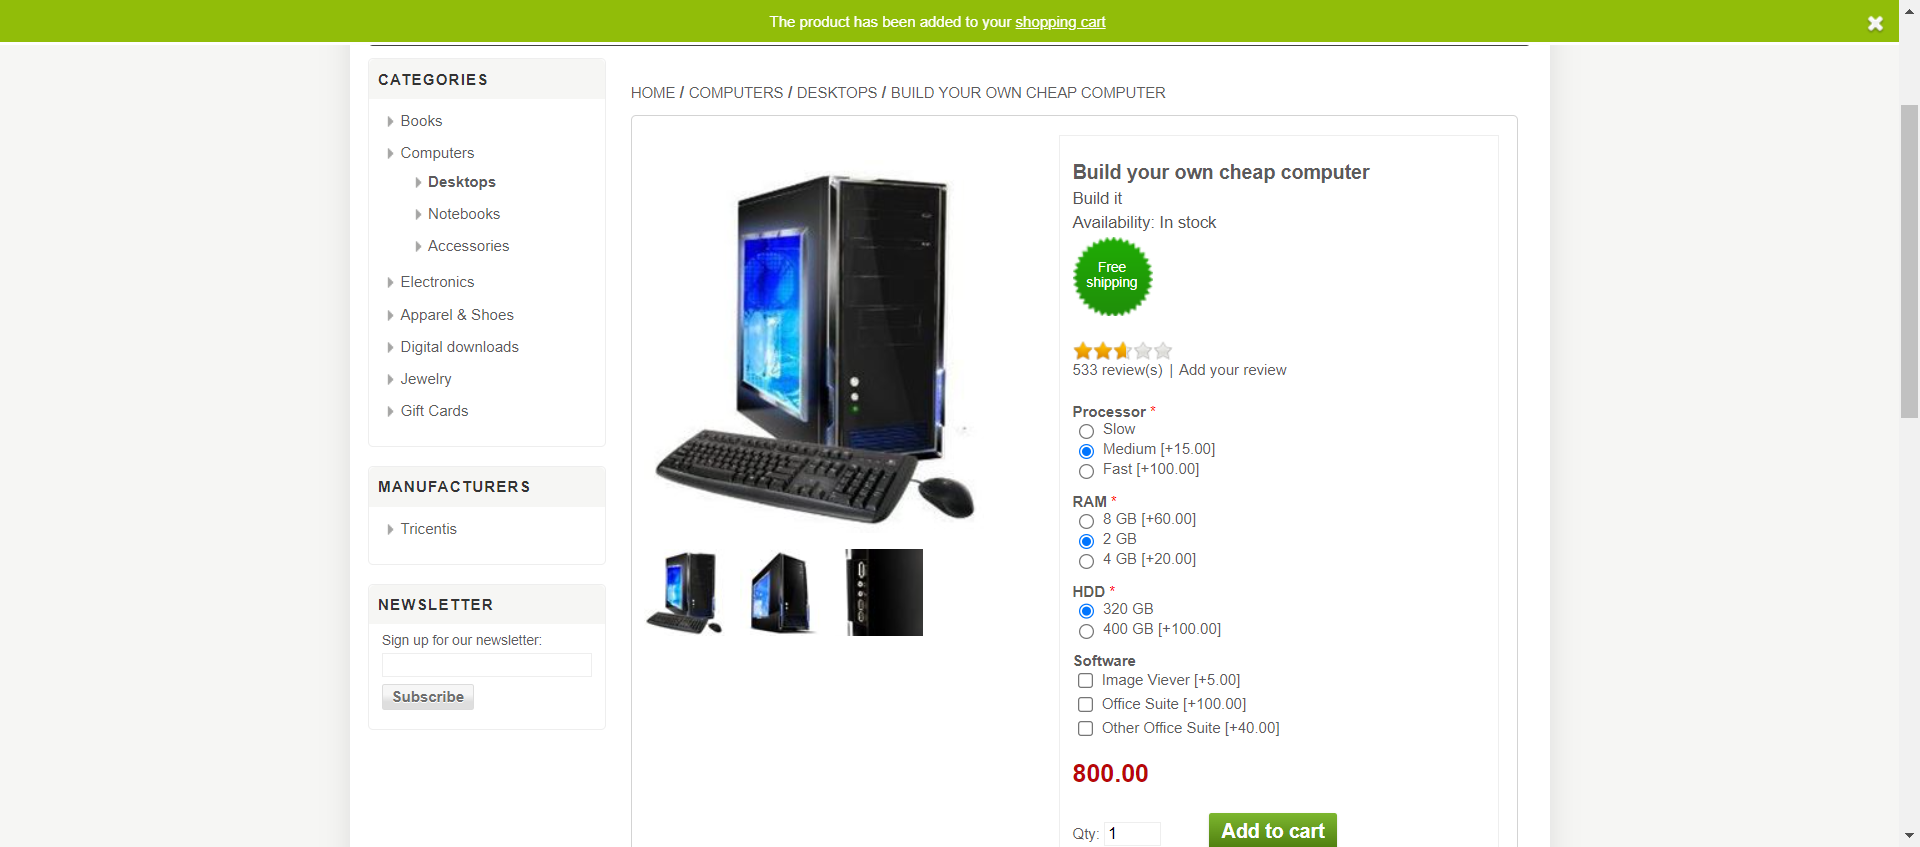 The product has been added to your shopping cart
CATEGORIES
Books
Computers
Desktops
Notebooks
Accessories
Electronics
Apparel & Shoes
Digital downloads
Jewelry
Gift Cards
MANUFACTURERS
Tricentis
NEWSLETTER
Sign up for our newsletter:
Subscribe
HOME / COMPUTERS / DESKTOPS / BUILD YOUR OWN CHEAP COMPUTER
Build your own cheap computer
Build it
Availability: In stock
Free
shipping
533 review(s) | Add your review
Processor *
Slow
Medium [+15.00]
Fast [+100.00]
RAM *
8 GB [+60.00]
2 GB
4 GB [+20.00]
HDD *
320 GB
400 GB [+100.00]
Software
Image Viever [+5.00]
Office Suite [+100.00]
Other Office Suite [+40.00]
800.00
Qty: 1
Add to cart